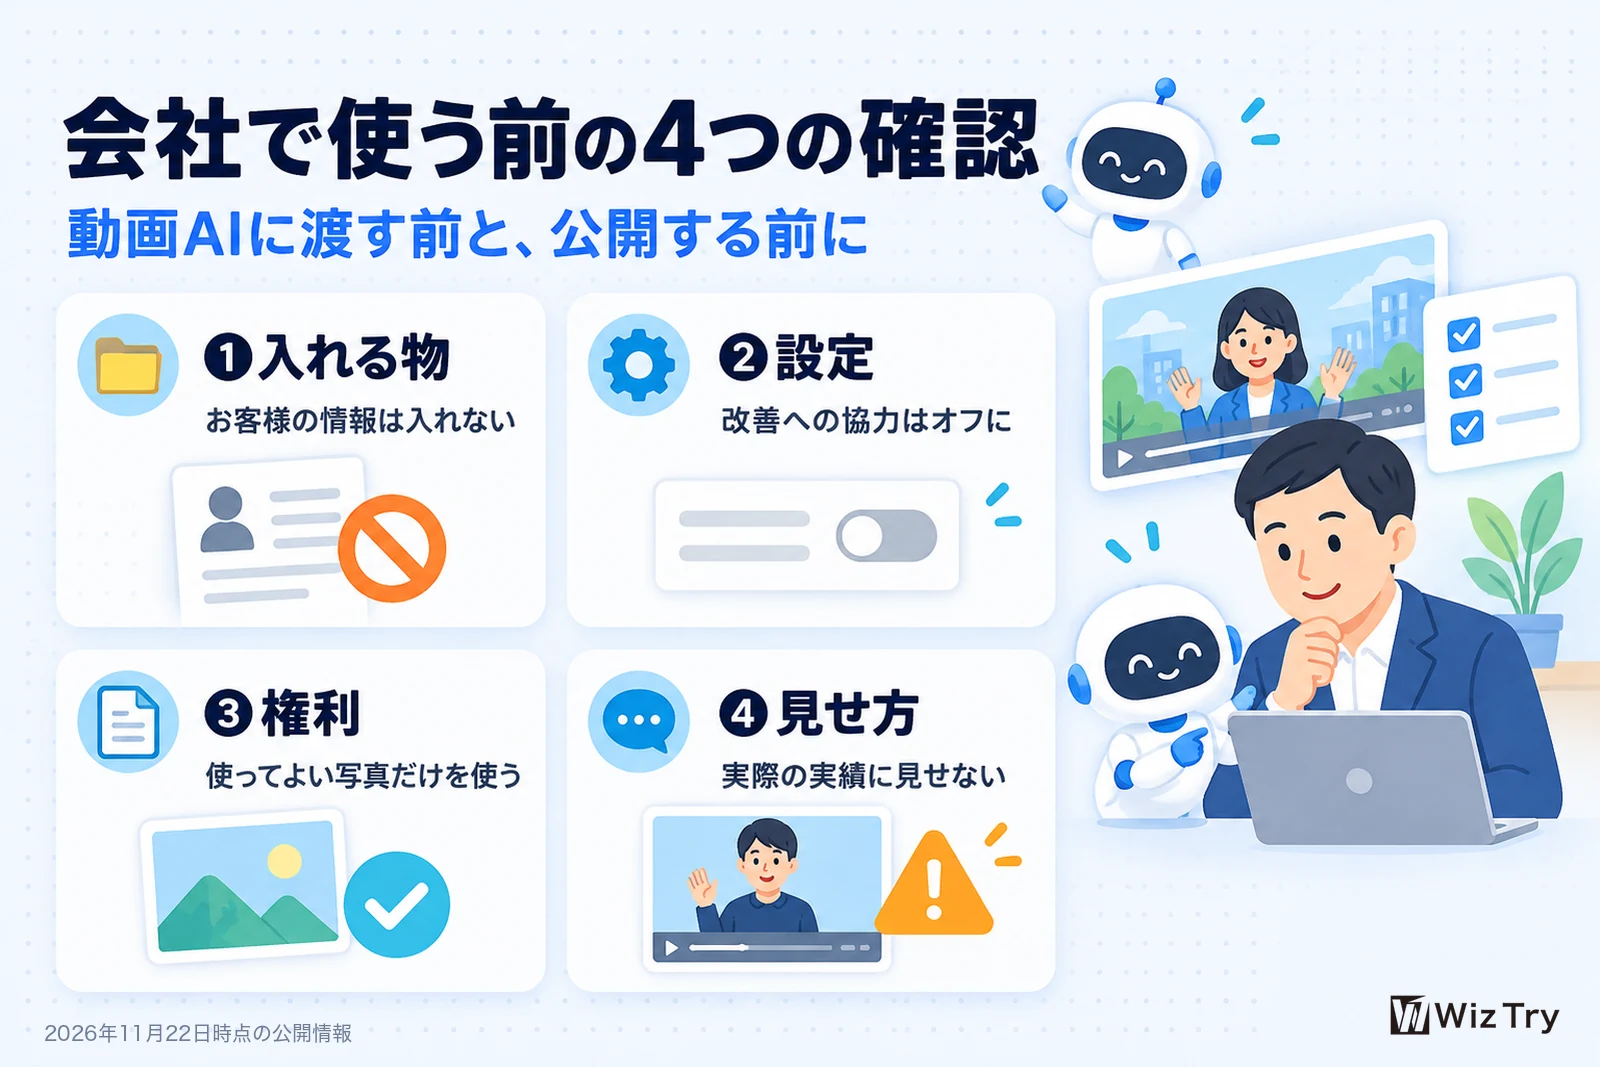 会社で使う前の4つの確認
動画AIに渡す前と、公開する前に
❶入れる物
お客様の情報は入れない
❷設定
改善への協力はオフに
❸権利
使ってよい写真だけを使う
❹見せ方
実際の実績に見せない
2026年11月22日時点の公開情報
Wiz Try